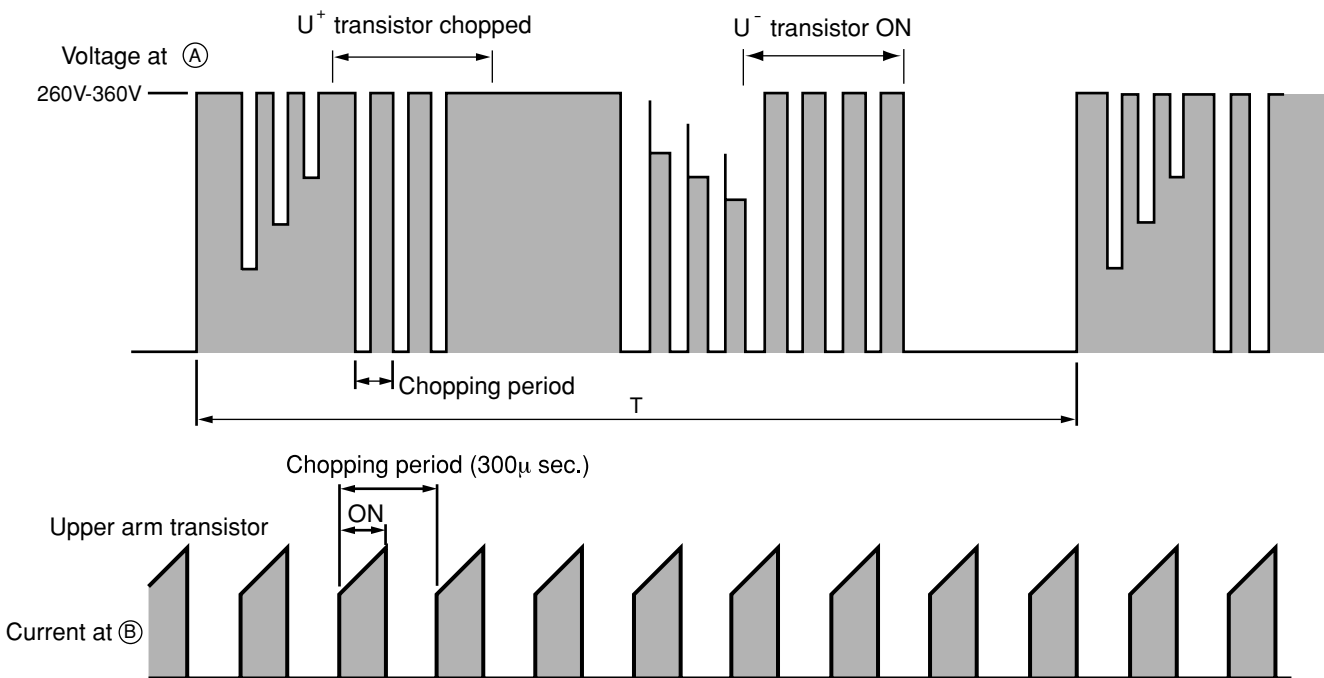 U+ transistor chopped
U- transistor ON
Voltage at Ⓐ
260V-360V
Chopping period
T
Chopping period (300μ sec.)
ON
Upper arm transistor
Current at Ⓑ